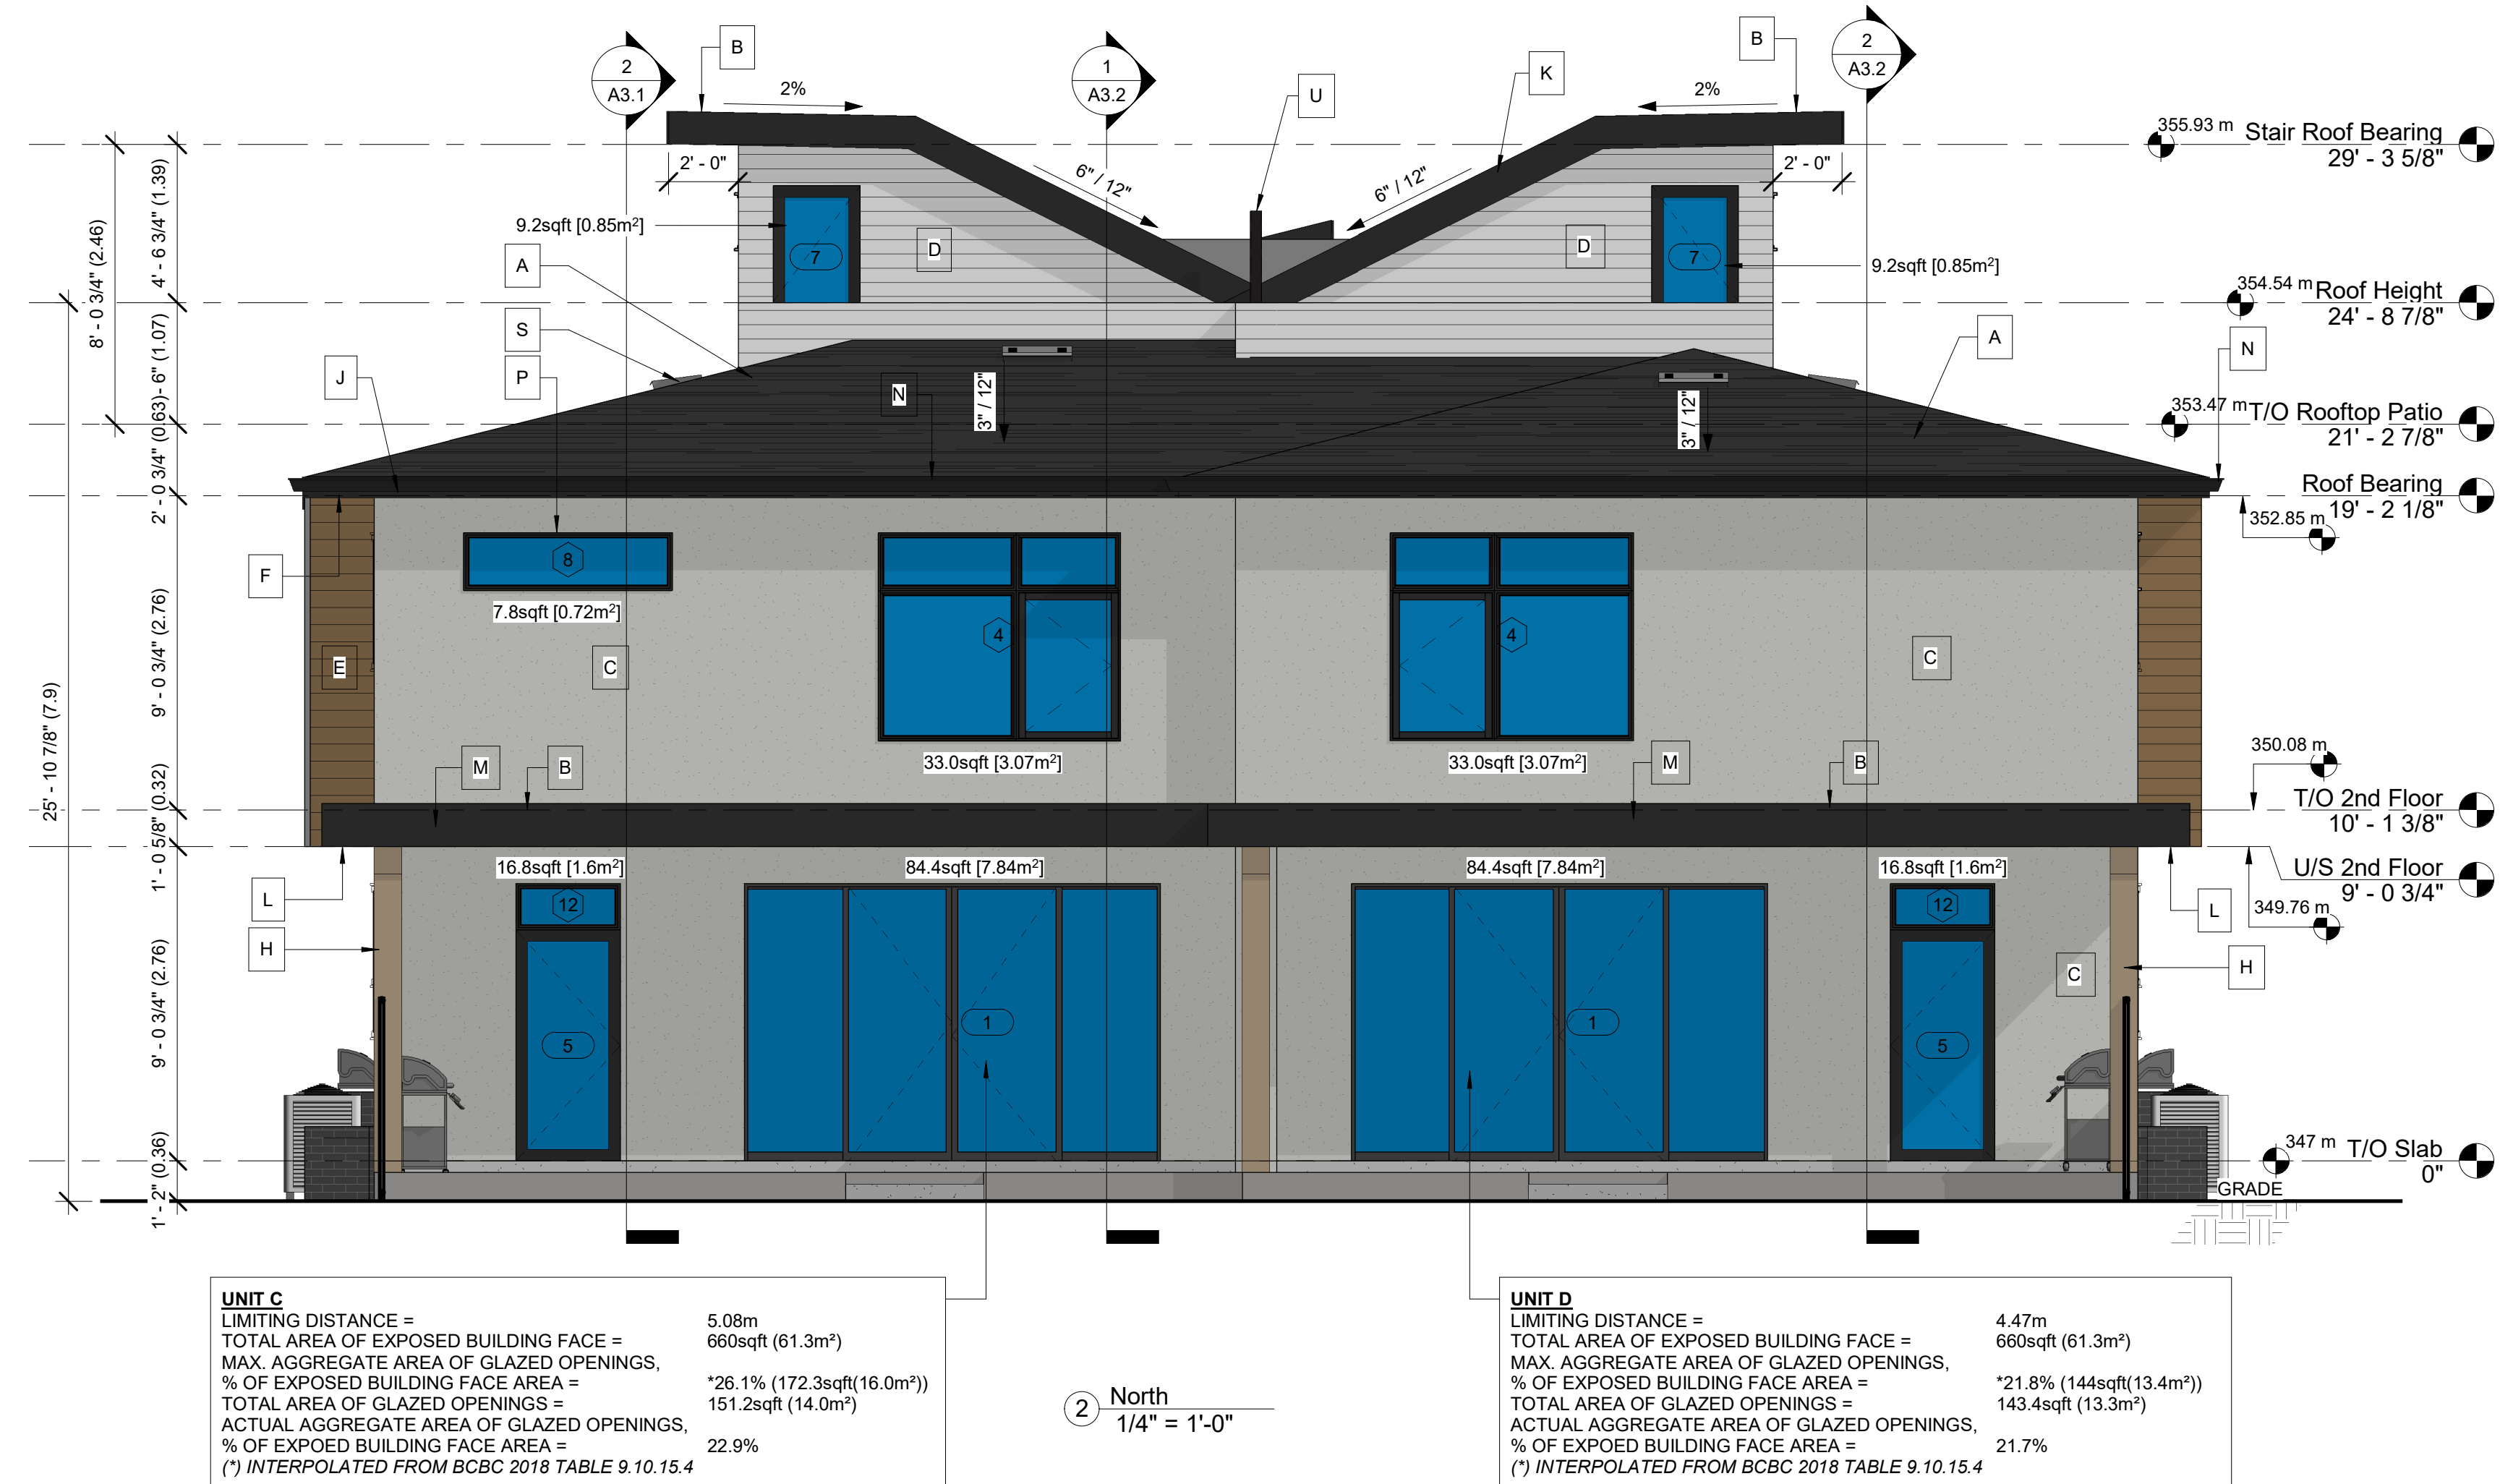 2
A3.1
B
2%
1
A3.2
U
K
B
2%
2
A3.2
355.93 m
Stair Roof Bearing
29' - 3 5/8"
2' - 0"
6" / 12"
6" / 12"
2' - 0"
4' - 6 3/4" (1.39)
8' - 0 3/4" (2.46)
9.2sqft [0.85m²]
7
D
D
7
9.2sqft [0.85m²]
A
354.54 m
Roof Height
24' - 8 7/8"
S
P
J
N
3" / 12"
3" / 12"
A
N
- 6" (1.07)
353.47 m
T/O Rooftop Patio
21' - 2 7/8"
2' - 0 3/4" (0.63)
Roof Bearing
19' - 2 1/8"
352.85 m
F
8
7.8sqft [0.72m²]
4
4
E
C
C
9' - 0 3/4" (2.76)
25' - 10 7/8" (7.9)
33.0sqft [3.07m²]
33.0sqft [3.07m²]
M
B
M
B
350.08 m
T/O 2nd Floor
10' - 1 3/8"
1' - 0 5/8" (0.32)
16.8sqft [1.6m²]
84.4sqft [7.84m²]
84.4sqft [7.84m²]
16.8sqft [1.6m²]
U/S 2nd Floor
9' - 0 3/4"
349.76 m
L
L
12
12
H
H
C
9' - 0 3/4" (2.76)
5
1
1
5
347 m
T/O Slab
0"
1' - 2" (0.36)
GRADE
UNIT C
LIMITING DISTANCE = 5.08m
TOTAL AREA OF EXPOSED BUILDING FACE = 660sqft (61.3m²)
MAX. AGGREGATE AREA OF GLAZED OPENINGS,
% OF EXPOSED BUILDING FACE AREA = *26.1% (172.3sqft(16.0m²))
TOTAL AREA OF GLAZED OPENINGS = 151.2sqft (14.0m²)
ACTUAL AGGREGATE AREA OF GLAZED OPENINGS,
% OF EXPOED BUILDING FACE AREA = 22.9%
(*) INTERPOLATED FROM BCBC 2018 TABLE 9.10.15.4
2
North
1/4" = 1'-0"
UNIT D
LIMITING DISTANCE = 4.47m
TOTAL AREA OF EXPOSED BUILDING FACE = 660sqft (61.3m²)
MAX. AGGREGATE AREA OF GLAZED OPENINGS,
% OF EXPOSED BUILDING FACE AREA = *21.8% (144sqft(13.4m²))
TOTAL AREA OF GLAZED OPENINGS = 143.4sqft (13.3m²)
ACTUAL AGGREGATE AREA OF GLAZED OPENINGS,
% OF EXPOED BUILDING FACE AREA = 21.7%
(*) INTERPOLATED FROM BCBC 2018 TABLE 9.10.15.4